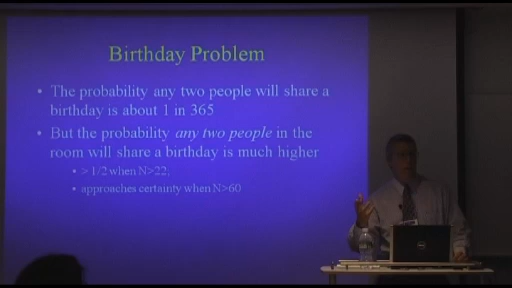 Birthday Problem
• The probability any two people will share a
birthday is about 1 in 365
• But the probability any two people in the
room will share a birthday is much higher
• > 1/2 when N>22;
• approaches certainty when N>60